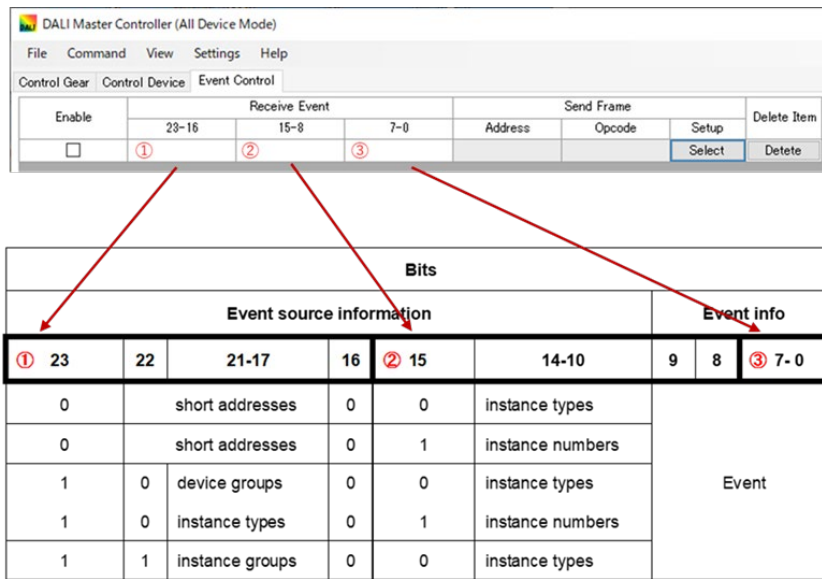 DALI Master Controller (All Device Mode)
File Command View Settings Help
Control Gear Control Device Event Control
Enable Receive Event Send Frame Delete Item
23-16 15-8 7-0 Address Opcode Setup
① ② ③ Select Detete
Bits
Event source information Event info
① 23 22 21-17 16 ② 15 14-10 9 8 ③ 7- 0
0 short addresses 0 0 instance types
0 short addresses 0 1 instance numbers
1 0 device groups 0 0 instance types Event
1 0 instance types 0 1 instance numbers
1 1 instance groups 0 0 instance types